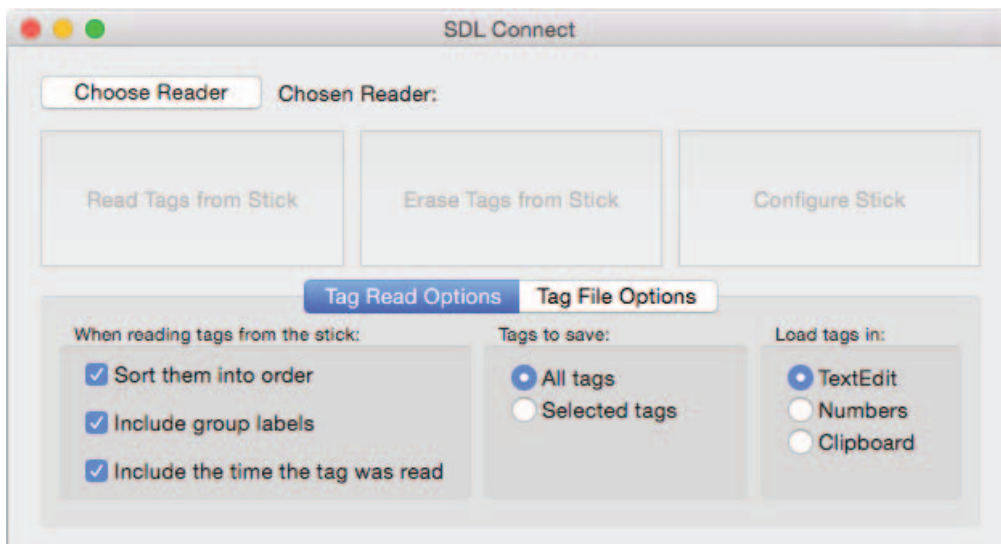 SDL Connect
Choose Reader Chosen Reader:
Read Tags from Stick Erase Tags from Stick Configure Stick
Tag Read Options Tag File Options
When reading tags from the stick: Tags to save: Load tags in:
Sort them into order All tags TextEdit
Include group labels Selected tags Numbers
Include the time the tag was read Clipboard